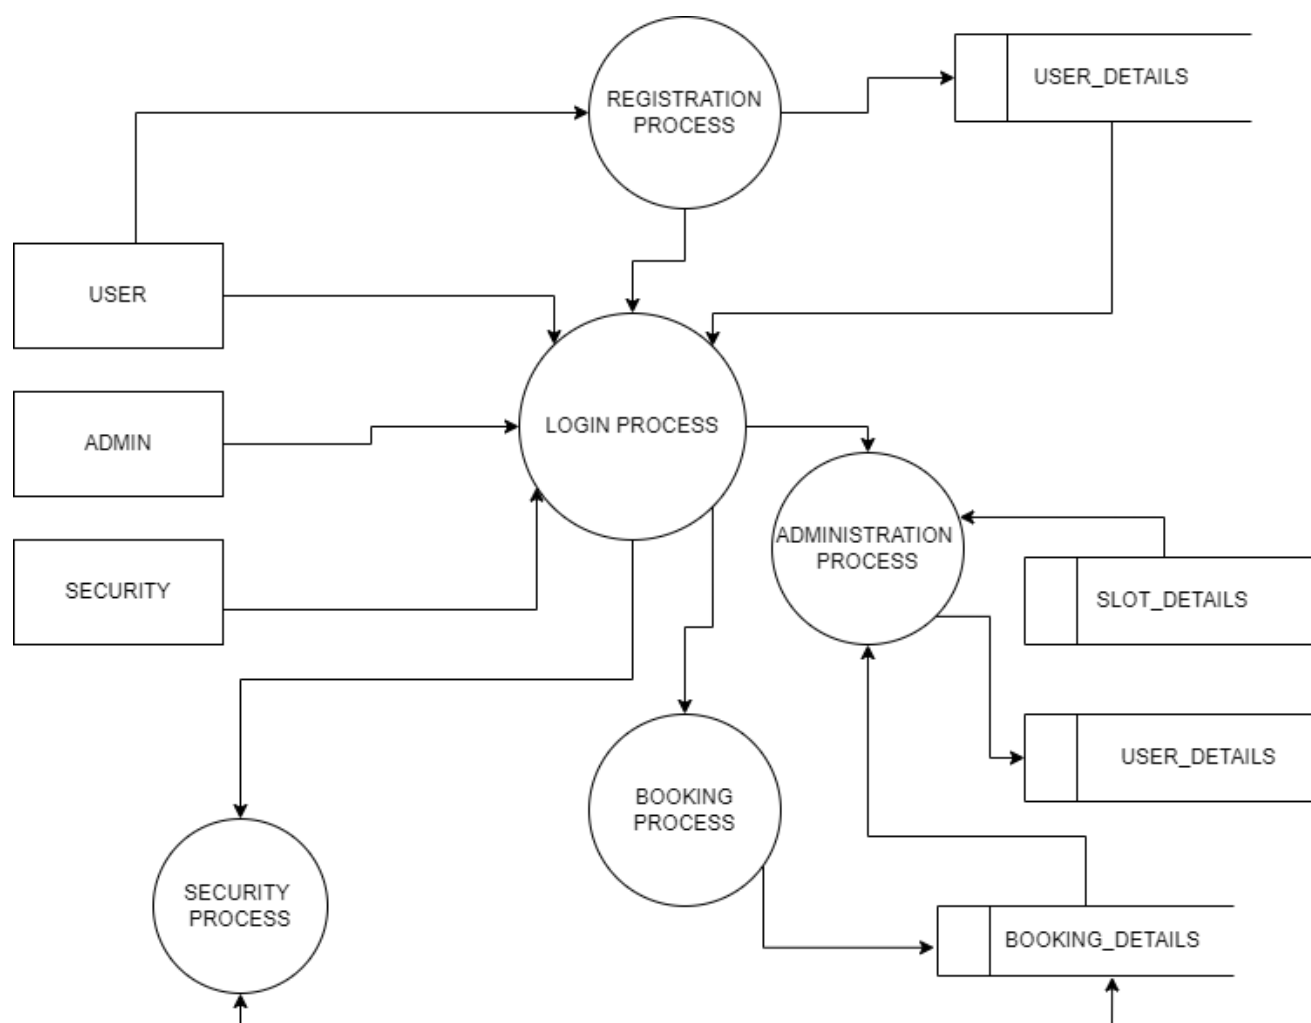 REGISTRATION
PROCESS
USER_DETAILS
USER
LOGIN PROCESS
ADMIN
ADMINISTRATION
PROCESS
SECURITY
SLOT_DETAILS
USER_DETAILS
BOOKING
PROCESS
SECURITY
PROCESS
BOOKING_DETAILS